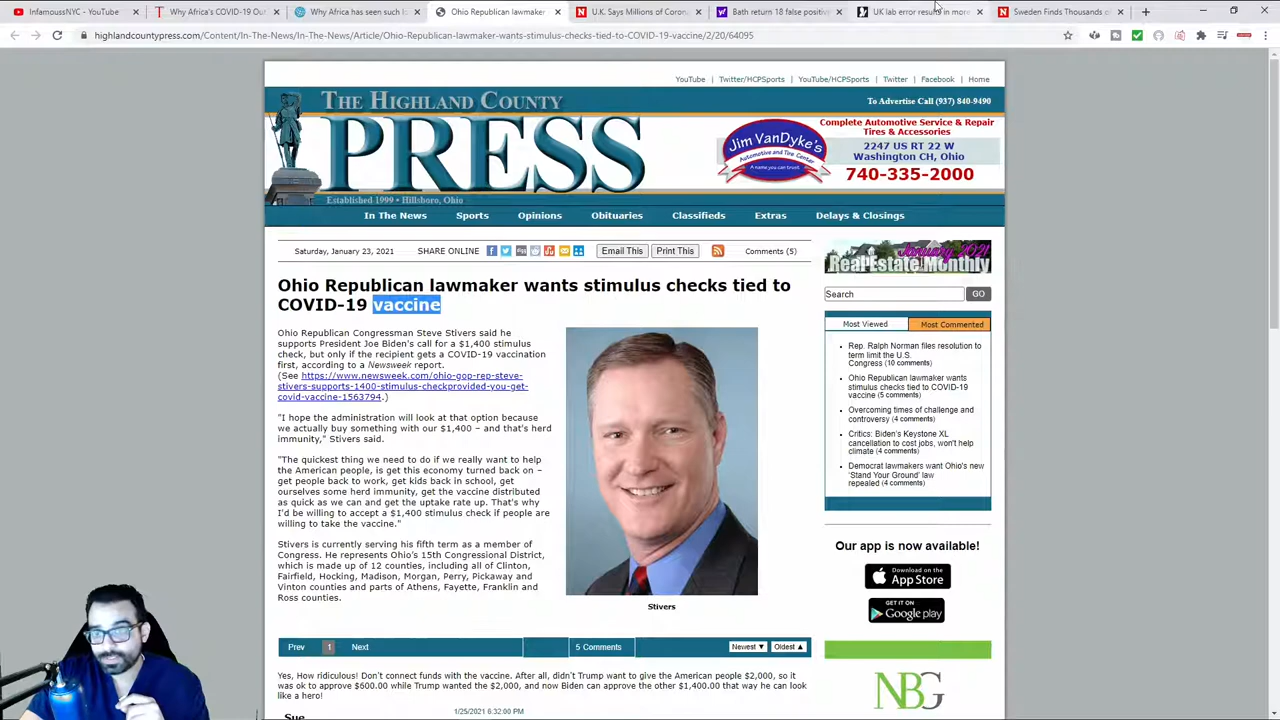 InfamousNYC - YouTube
Why Africa's COVID-19 Out
Why Africa has seen such l
Ohio Republican lawmaker
U.K. Says Millions of Coron
Bath return 18 false positiv
UK lab error results in more
Sweden Finds Thousands c
highlandcountypress.com/Content/In-The-News/In-The-News/Article/Ohio-Republican-lawmaker-wants-stimulus-checks-tied-to-COVID-19-vaccine/2/20/64095
YouTube | Twitter/HCPSports | YouTube/HCPSports | Twitter | Facebook | Home
THE HIGHLAND COUNTY
PRESS
Established 1999 • Hillsboro, Ohio
To Advertise Call (937) 840-9490
Jim VanDyke's
Automotive and Tire Center
A name you can trust.
Complete Automotive Service & Repair
Tires & Accessories
2247 US RT 22 W
Washington CH, Ohio
740-335-2000
In The News Sports Opinions Obituaries Classifieds Extras Delays & Closings
Saturday, January 23, 2021 SHARE ONLINE Email This Print This Comments (5)
Ohio Republican lawmaker wants stimulus checks tied to
COVID-19 vaccine
Ohio Republican Congressman Steve Stivers said he
supports President Joe Biden's call for a $1,400 stimulus
check, but only if the recipient gets a COVID-19 vaccination
first, according to a Newsweek report.
(See https://www.newsweek.com/ohio-gop-rep-steve-
stivers-supports-1400-stimulus-checkprovided-you-get-
covid-vaccine-1563794.)
"I hope the administration will look at that option because
we actually buy something with our $1,400 – and that's herd
immunity," Stivers said.
"The quickest thing we need to do if we really want to help
the American people, is get this economy turned back on –
get people back to work, get kids back in school, get
ourselves some herd immunity, get the vaccine distributed
as quick as we can and get the uptake rate up. That's why
I'd be willing to accept a $1,400 stimulus check if people are
willing to take the vaccine."
Stivers is currently serving his fifth term as a member of
Congress. He represents Ohio's 15th Congressional District,
which is made up of 12 counties, including all of Clinton,
Fairfield, Hocking, Madison, Morgan, Perry, Pickaway and
Vinton counties and parts of Athens, Fayette, Franklin and
Ross counties.
Stivers
Prev 1 Next 5 Comments Newest ▼ Oldest ▲
Yes, How ridiculous! Don't connect funds with the vaccine. After all, didn't Trump want to give the American people $2,000, so it
was ok to approve $600.00 while Trump wanted the $2,000, and now Biden can approve the other $1,400.00 that way he can look
like a hero!
Sue
1/25/2021 6:32:00 PM
January 2021
Real Estate Monthly
Search GO
Most Viewed Most Commented
Rep. Ralph Norman files resolution to
term limit the U.S.
Congress (10 comments)
Ohio Republican lawmaker wants
stimulus checks tied to COVID-19
vaccine (5 comments)
Overcoming times of challenge and
controversy (4 comments)
Critics: Biden's Keystone XL
cancellation to cost jobs, won't help
climate (4 comments)
Democrat lawmakers want Ohio's new
'Stand Your Ground' law
repealed (4 comments)
Our app is now available!
Download on the
App Store
GET IT ON
Google play
NBG